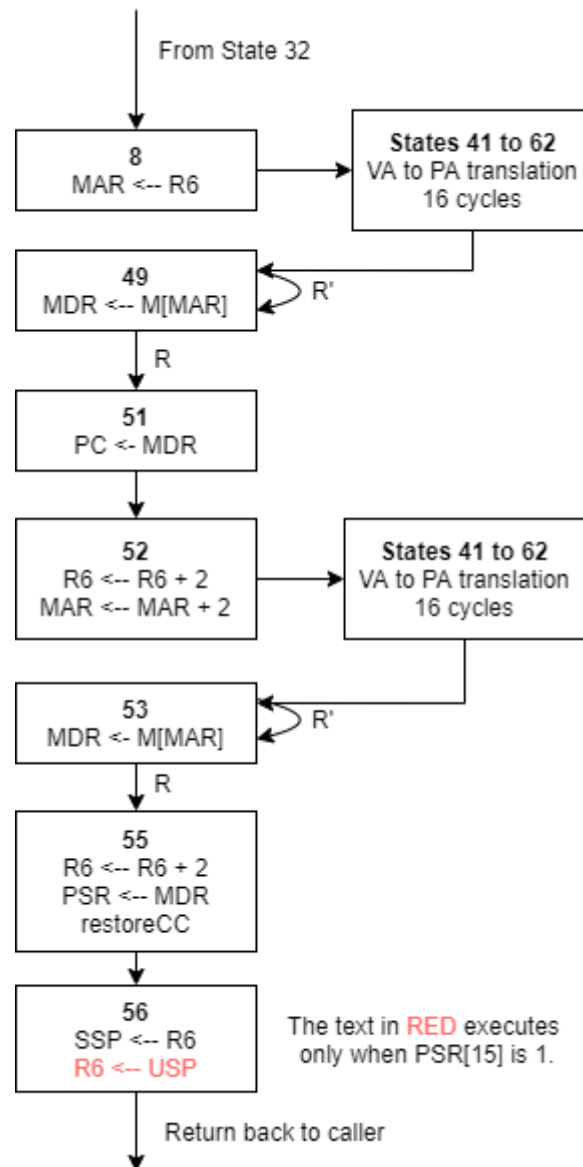 From State 32
8
MAR <-- R6
States 41 to 62
VA to PA translation
16 cycles
49
MDR <-- M[MAR]
R'
R
51
PC <- MDR
52
R6 <-- R6 + 2
MAR <-- MAR + 2
States 41 to 62
VA to PA translation
16 cycles
53
MDR <- M[MAR]
R'
R
55
R6 <-- R6 + 2
PSR <-- MDR
restoreCC
56
SSP <-- R6
R6 <-- USP
The text in RED executes
only when PSR[15] is 1.
Return back to caller